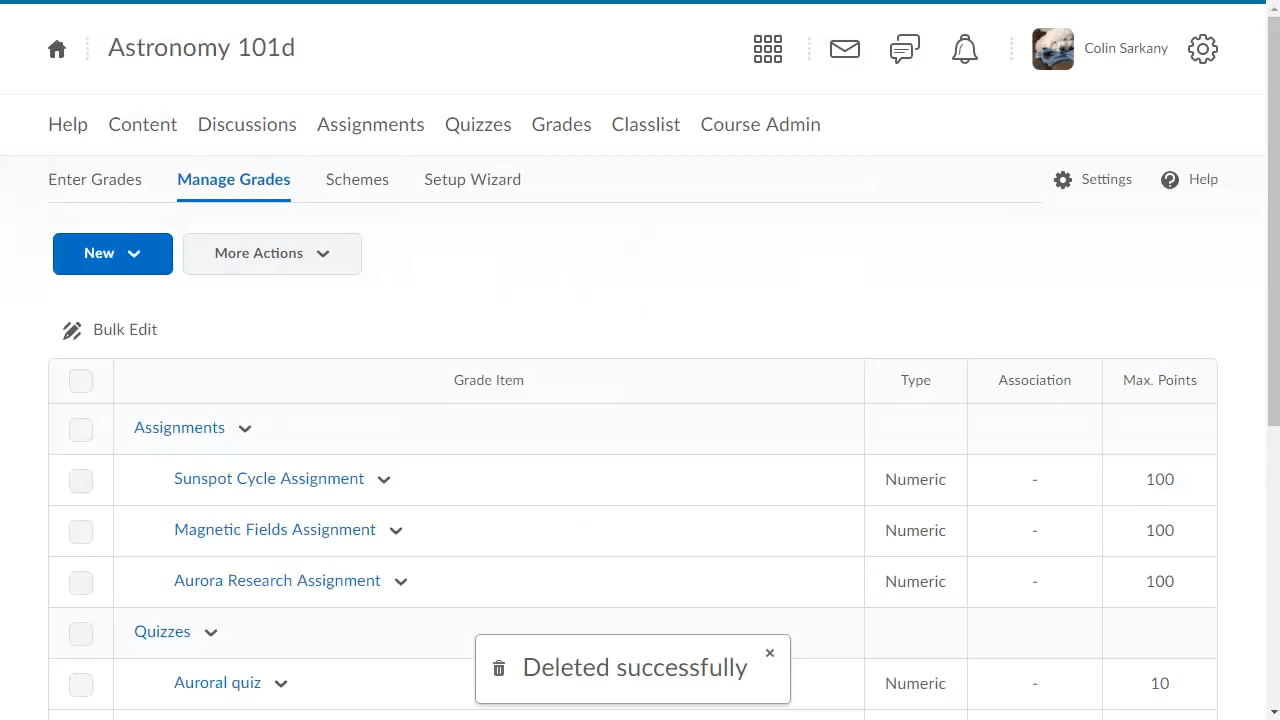 Astronomy 101d
Colin Sarkany
Help Content Discussions Assignments Quizzes Grades Classlist Course Admin
Enter Grades Manage Grades Schemes Setup Wizard Settings Help
New More Actions
Bulk Edit
Grade Item Type Association Max. Points
Assignments
Sunspot Cycle Assignment Numeric - 100
Magnetic Fields Assignment Numeric - 100
Aurora Research Assignment Numeric - 100
Quizzes
Deleted successfully
Auroral quiz Numeric - 10